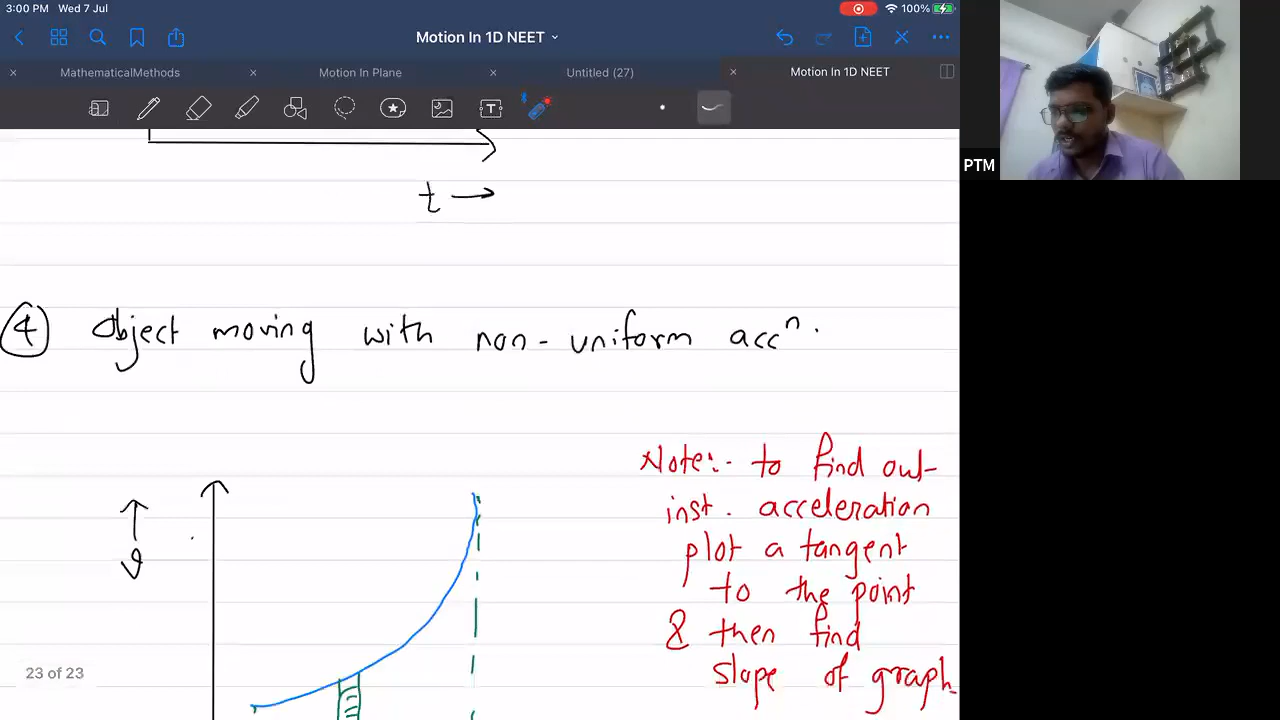 3:00 PM Wed 7 Jul
100%
Motion In 1D NEET
MathematicalMethods
Motion In Plane
Untitled (27)
Motion In 1D NEET
PTM
t →
④ Object moving with non-uniform accⁿ.
Note:- to find out
inst. acceleration
plot a tangent
to the point
& then find
slope of graph.
v
23 of 23